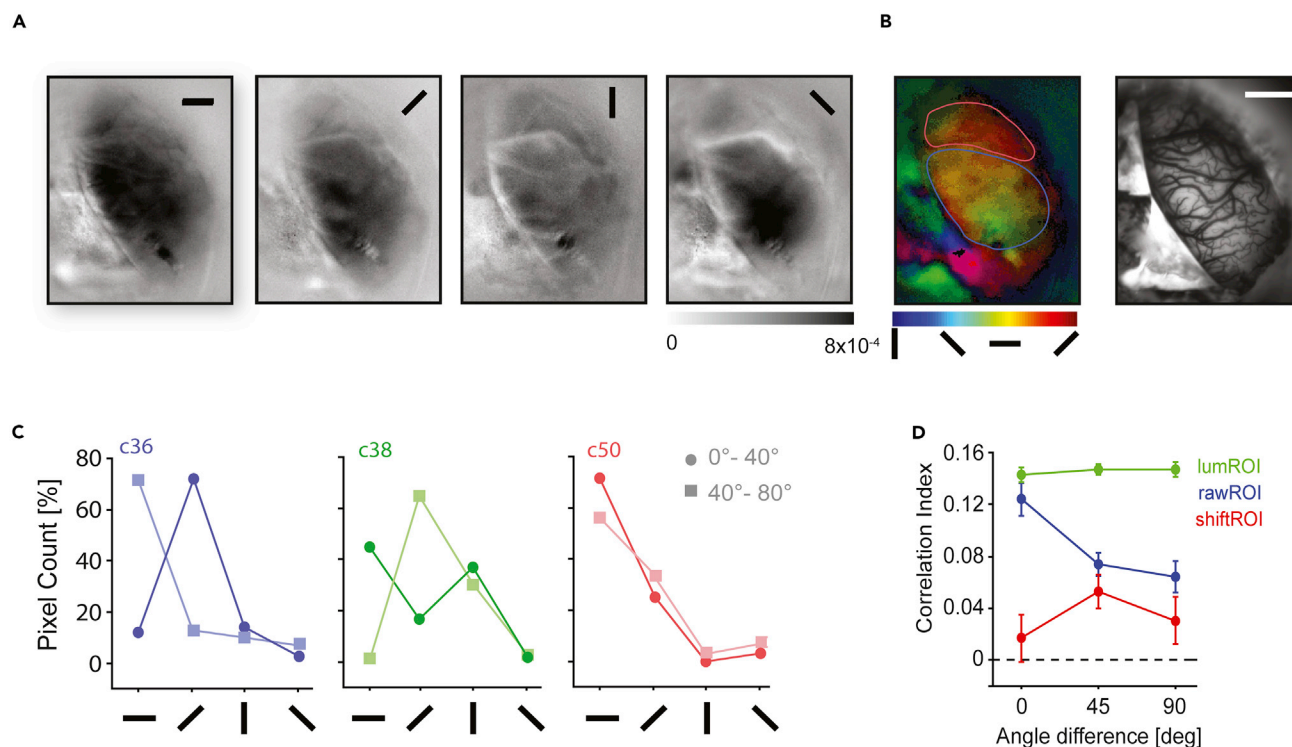 A
B
0
8x10-4
C
c36
c38
c50
0°- 40°
40°- 80°
Pixel Count [%]
80
60
40
20
0
D
Correlation Index
0.16
0.12
0.08
0.04
0
lumROI
rawROI
shiftROI
0 45 90
Angle difference [deg]